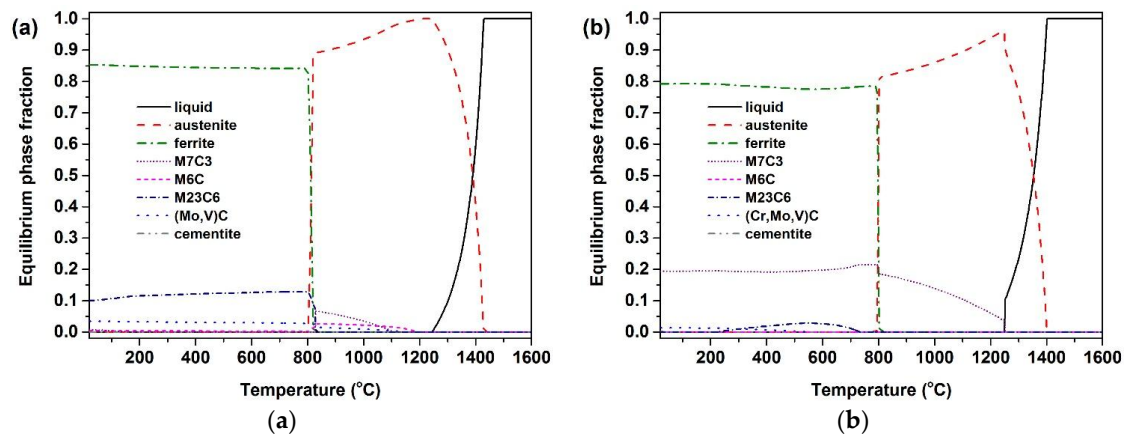 (a)
Equilibrium phase fraction
1.0
0.9
0.8
0.7
0.6
0.5
0.4
0.3
0.2
0.1
0.0
liquid
austenite
ferrite
M7C3
M6C
M23C6
(Mo,V)C
cementite
200 400 600 800 1000 1200 1400 1600
Temperature (°C)
(a)
(b)
Equilibrium phase fraction
1.0
0.9
0.8
0.7
0.6
0.5
0.4
0.3
0.2
0.1
0.0
liquid
austenite
ferrite
M7C3
M6C
M23C6
(Cr,Mo,V)C
cementite
200 400 600 800 1000 1200 1400 1600
Temperature (°C)
(b)